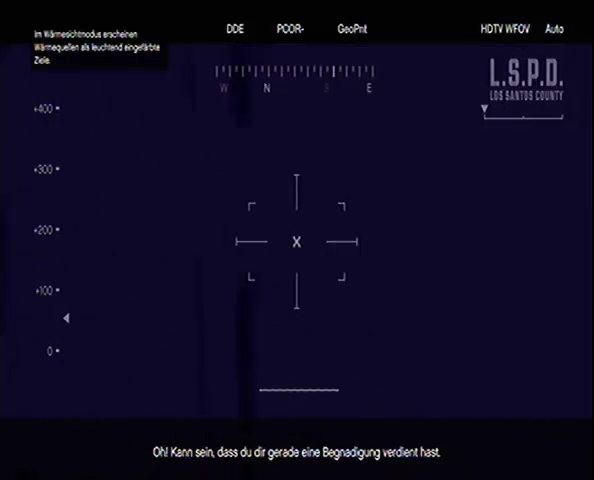 Im Wärmesichtmodus erscheinen
Wärmequellen als leuchtend eingefärbte
Ziele.
DDE PCOR- GeoPnt HDTV WFOV Auto
W N S E
L.S.P.D.
LOS SANTOS COUNTY
+400
+300
+200
+100
0
X
Oh! Kann sein, dass du dir gerade eine Begnadigung verdient hast.